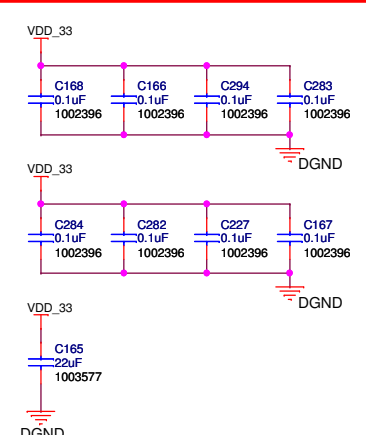 VDD_33
C168 C166 C294 C283
0.1uF 0.1uF 0.1uF 0.1uF
1002396 1002396 1002396 1002396
DGND
VDD_33
C284 C282 C227 C167
0.1uF 0.1uF 0.1uF 0.1uF
1002396 1002396 1002396 1002396
DGND
VDD_33
C165
22uF
1003577
DGND